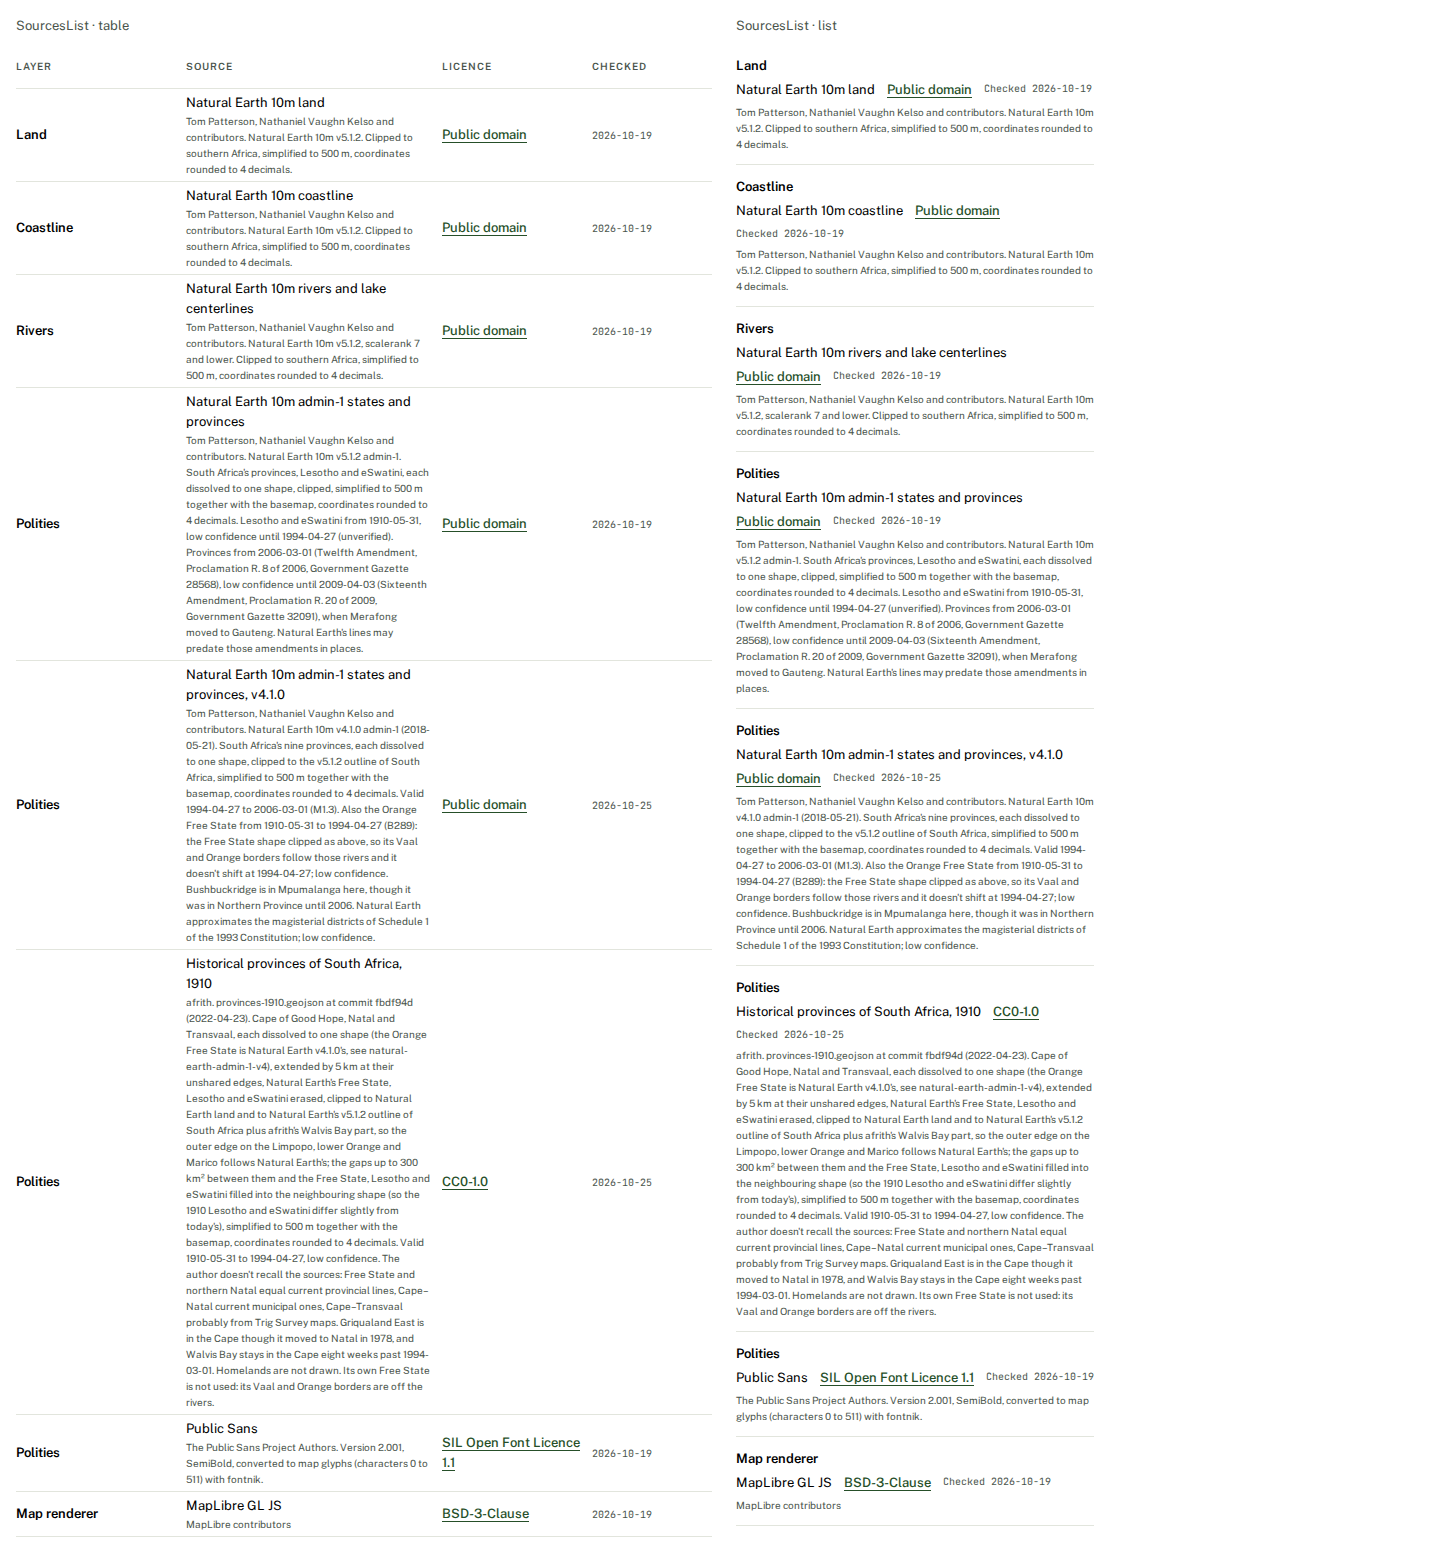 SourcesList · table
LAYER SOURCE LICENCE CHECKED
Natural Earth 10m land
Tom Patterson, Nathaniel Vaughn Kelso and
contributors. Natural Earth 10m v5.1.2. Clipped to
Land Public domain 2026-10-19
southern Africa, simplified to 500 m, coordinates
rounded to 4 decimals.
Natural Earth 10m coastline
Tom Patterson, Nathaniel Vaughn Kelso and
contributors. Natural Earth 10m v5.1.2. Clipped to
Coastline Public domain 2026-10-19
southern Africa, simplified to 500 m, coordinates
rounded to 4 decimals.
Natural Earth 10m rivers and lake
centerlines
Tom Patterson, Nathaniel Vaughn Kelso and
Rivers Public domain 2026-10-19
contributors. Natural Earth 10m v5.1.2, scalerank 7
and lower. Clipped to southern Africa, simplified to
500 m, coordinates rounded to 4 decimals.
Natural Earth 10m admin-1 states and
provinces
Tom Patterson, Nathaniel Vaughn Kelso and
contributors. Natural Earth 10m v5.1.2 admin-1.
South Africa's provinces, Lesotho and eSwatini, each
dissolved to one shape, clipped, simplified to 500 m
together with the basemap, coordinates rounded to
4 decimals. Lesotho and eSwatini from 1910-05-31,
Polities Public domain 2026-10-19
low confidence until 1994-04-27 (unverified).
Provinces from 2006-03-01 (Twelfth Amendment,
Proclamation R. 8 of 2006, Government Gazette
28568), low confidence until 2009-04-03 (Sixteenth
Amendment, Proclamation R. 20 of 2009,
Government Gazette 32091), when Merafong
moved to Gauteng. Natural Earth's lines may
predate those amendments in places.
Natural Earth 10m admin-1 states and
provinces, v4.1.0
Tom Patterson, Nathaniel Vaughn Kelso and
contributors. Natural Earth 10m v4.1.0 admin-1 (2018-
05-21). South Africa's nine provinces, each dissolved
to one shape, clipped to the v5.1.2 outline of South
Africa, simplified to 500 m together with the
basemap, coordinates rounded to 4 decimals. Valid
1994-04-27 to 2006-03-01 (M1.3). Also the Orange
Polities Public domain 2026-10-25
Free State from 1910-05-31 to 1994-04-27 (B289):
the Free State shape clipped as above, so its Vaal
and Orange borders follow those rivers and it
doesn't shift at 1994-04-27; low confidence.
Bushbuckridge is in Mpumalanga here, though it
was in Northern Province until 2006. Natural Earth
approximates the magisterial districts of Schedule 1
of the 1993 Constitution; low confidence.
Historical provinces of South Africa,
1910
afrith. provinces-1910.geojson at commit fbdf94d
(2022-04-23). Cape of Good Hope, Natal and
Transvaal, each dissolved to one shape (the Orange
Free State is Natural Earth v4.1.0's, see natural-
earth-admin-1-v4), extended by 5 km at their
unshared edges, Natural Earth's Free State,
Lesotho and eSwatini erased, clipped to Natural
Earth land and to Natural Earth's v5.1.2 outline of
South Africa plus afrith's Walvis Bay part, so the
outer edge on the Limpopo, lower Orange and
Marico follows Natural Earth's; the gaps up to 300
km² between them and the Free State, Lesotho and
Polities CC0-1.0 2026-10-25
eSwatini filled into the neighbouring shape (so the
1910 Lesotho and eSwatini differ slightly from
today's), simplified to 500 m together with the
basemap, coordinates rounded to 4 decimals. Valid
1910-05-31 to 1994-04-27, low confidence. The
author doesn't recall the sources: Free State and
northern Natal equal current provincial lines, Cape–
Natal current municipal ones, Cape–Transvaal
probably from Trig Survey maps. Griqualand East is
in the Cape though it moved to Natal in 1978, and
Walvis Bay stays in the Cape eight weeks past 1994-
03-01. Homelands are not drawn. Its own Free State
is not used: its Vaal and Orange borders are off the
rivers.
Public Sans
The Public Sans Project Authors. Version 2.001,
Polities SIL Open Font Licence 1.1 2026-10-19
SemiBold, converted to map glyphs (characters 0 to
511) with fontnik.
Map renderer MapLibre GL JS BSD-3-Clause 2026-10-19
MapLibre contributors
SourcesList · list
Land
Natural Earth 10m land Public domain Checked 2026-10-19
Tom Patterson, Nathaniel Vaughn Kelso and contributors. Natural Earth 10m
v5.1.2. Clipped to southern Africa, simplified to 500 m, coordinates rounded to
4 decimals.
Coastline
Natural Earth 10m coastline Public domain
Checked 2026-10-19
Tom Patterson, Nathaniel Vaughn Kelso and contributors. Natural Earth 10m
v5.1.2. Clipped to southern Africa, simplified to 500 m, coordinates rounded to
4 decimals.
Rivers
Natural Earth 10m rivers and lake centerlines
Public domain Checked 2026-10-19
Tom Patterson, Nathaniel Vaughn Kelso and contributors. Natural Earth 10m
v5.1.2, scalerank 7 and lower. Clipped to southern Africa, simplified to 500 m,
coordinates rounded to 4 decimals.
Polities
Natural Earth 10m admin-1 states and provinces
Public domain Checked 2026-10-19
Tom Patterson, Nathaniel Vaughn Kelso and contributors. Natural Earth 10m
v5.1.2 admin-1. South Africa's provinces, Lesotho and eSwatini, each dissolved
to one shape, clipped, simplified to 500 m together with the basemap,
coordinates rounded to 4 decimals. Lesotho and eSwatini from 1910-05-31,
low confidence until 1994-04-27 (unverified). Provinces from 2006-03-01
(Twelfth Amendment, Proclamation R. 8 of 2006, Government Gazette
28568), low confidence until 2009-04-03 (Sixteenth Amendment,
Proclamation R. 20 of 2009, Government Gazette 32091), when Merafong
moved to Gauteng. Natural Earth's lines may predate those amendments in
places.
Polities
Natural Earth 10m admin-1 states and provinces, v4.1.0
Public domain Checked 2026-10-25
Tom Patterson, Nathaniel Vaughn Kelso and contributors. Natural Earth 10m
v4.1.0 admin-1 (2018-05-21). South Africa's nine provinces, each dissolved to
one shape, clipped to the v5.1.2 outline of South Africa, simplified to 500 m
together with the basemap, coordinates rounded to 4 decimals. Valid 1994-
04-27 to 2006-03-01 (M1.3). Also the Orange Free State from 1910-05-31 to
1994-04-27 (B289): the Free State shape clipped as above, so its Vaal and
Orange borders follow those rivers and it doesn't shift at 1994-04-27; low
confidence. Bushbuckridge is in Mpumalanga here, though it was in Northern
Province until 2006. Natural Earth approximates the magisterial districts of
Schedule 1 of the 1993 Constitution; low confidence.
Polities
Historical provinces of South Africa, 1910 CC0-1.0
Checked 2026-10-25
afrith. provinces-1910.geojson at commit fbdf94d (2022-04-23). Cape of
Good Hope, Natal and Transvaal, each dissolved to one shape (the Orange
Free State is Natural Earth v4.1.0's, see natural-earth-admin-1-v4), extended
by 5 km at their unshared edges, Natural Earth's Free State, Lesotho and
eSwatini erased, clipped to Natural Earth land and to Natural Earth's v5.1.2
outline of South Africa plus afrith's Walvis Bay part, so the outer edge on the
Limpopo, lower Orange and Marico follows Natural Earth's; the gaps up to
300 km² between them and the Free State, Lesotho and eSwatini filled into
the neighbouring shape (so the 1910 Lesotho and eSwatini differ slightly
from today's), simplified to 500 m together with the basemap, coordinates
rounded to 4 decimals. Valid 1910-05-31 to 1994-04-27, low confidence. The
author doesn't recall the sources: Free State and northern Natal equal
current provincial lines, Cape–Natal current municipal ones, Cape–Transvaal
probably from Trig Survey maps. Griqualand East is in the Cape though it
moved to Natal in 1978, and Walvis Bay stays in the Cape eight weeks past
1994-03-01. Homelands are not drawn. Its own Free State is not used: its
Vaal and Orange borders are off the rivers.
Polities
Public Sans SIL Open Font Licence 1.1 Checked 2026-10-19
The Public Sans Project Authors. Version 2.001, SemiBold, converted to map
glyphs (characters 0 to 511) with fontnik.
Map renderer
MapLibre GL JS BSD-3-Clause Checked 2026-10-19
MapLibre contributors